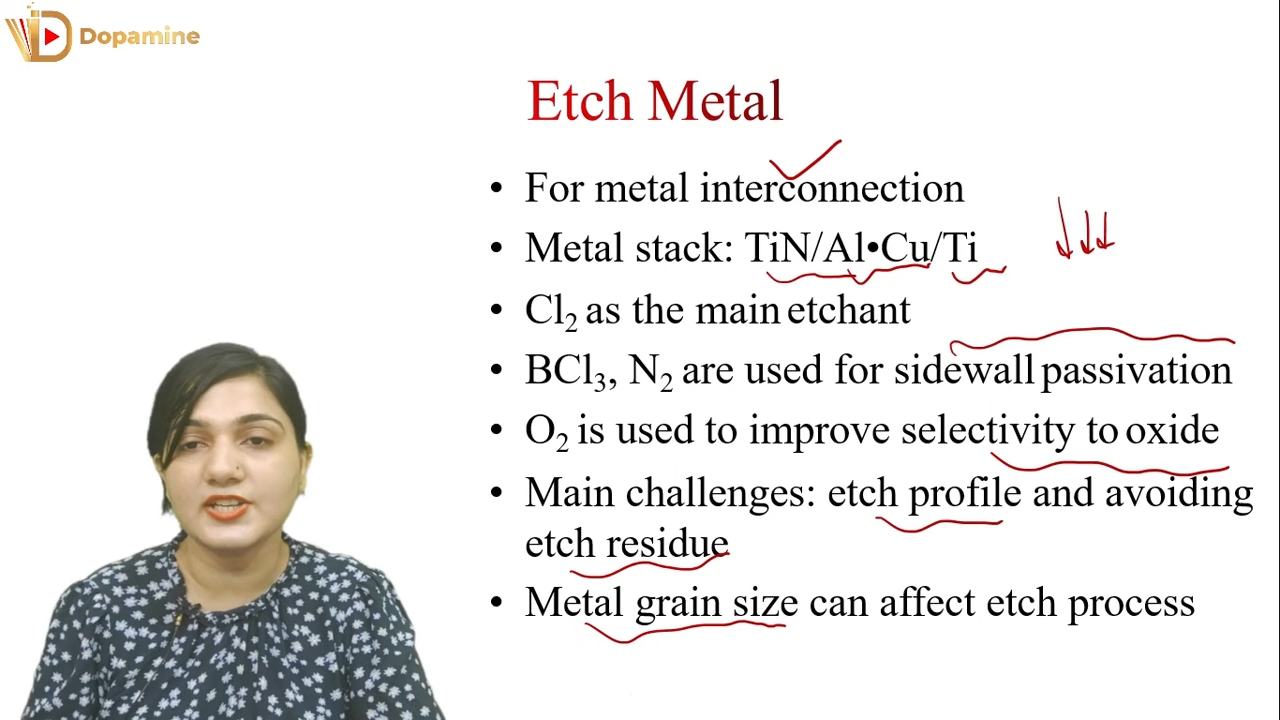 Dopamine
Etch Metal
• For metal interconnection
• Metal stack: TiN/Al•Cu/Ti
• Cl₂ as the main etchant
• BCl₃, N₂ are used for sidewall passivation
• O₂ is used to improve selectivity to oxide
• Main challenges: etch profile and avoiding
etch residue
• Metal grain size can affect etch process